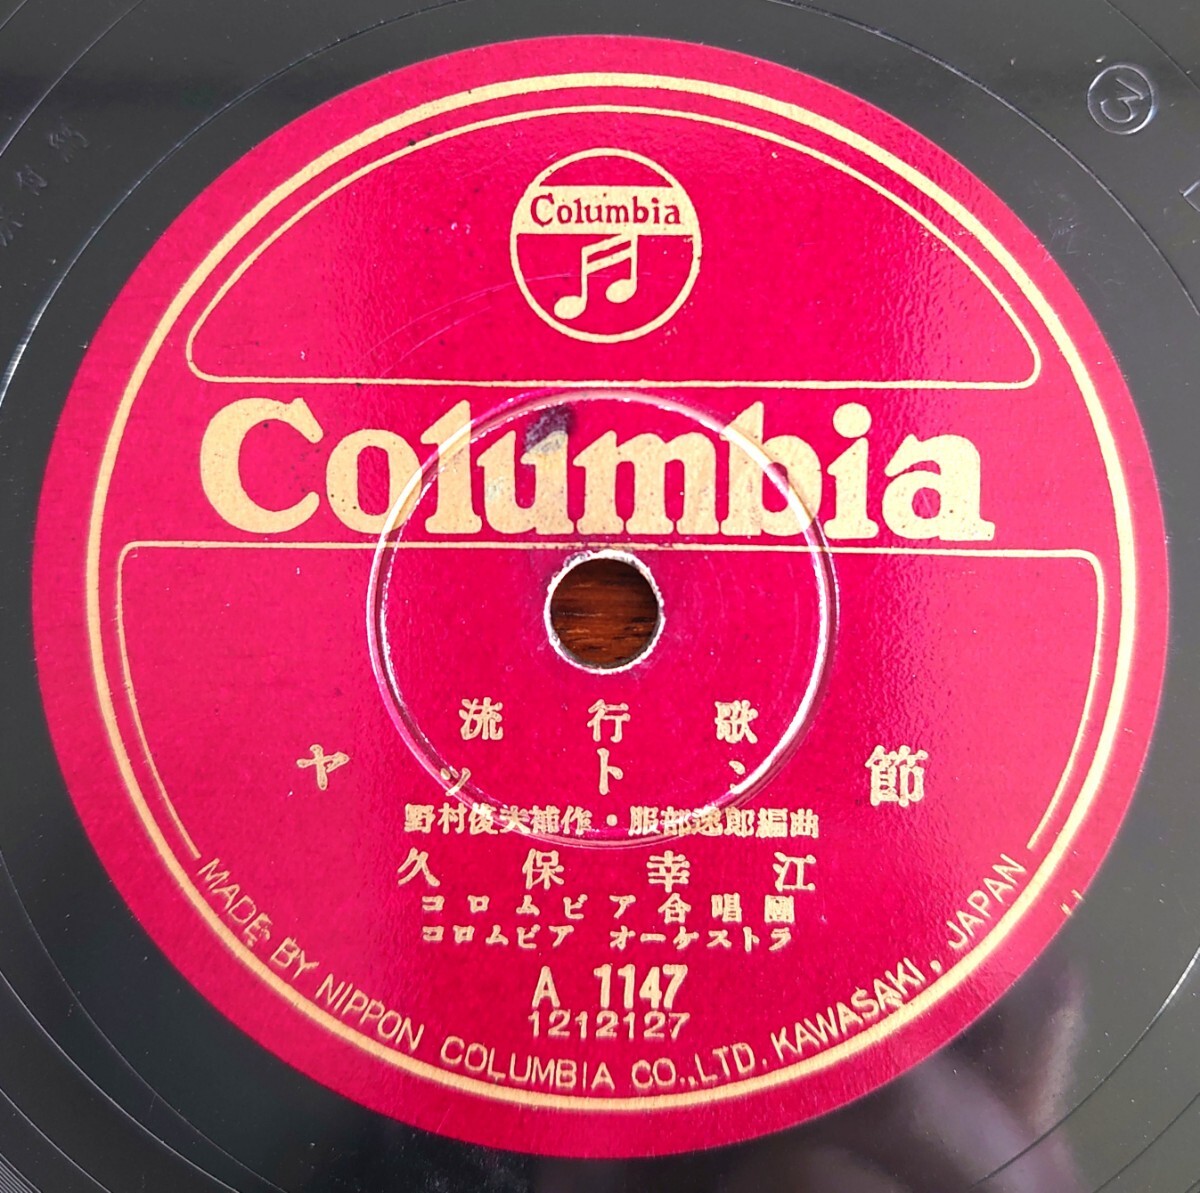 Columbia
Columbia
流行歌
ヤットン節
野村俊夫補作・服部逸郎編曲
久保幸江
コロムビア合唱團
コロムビア オーケストラ
A 1147
1212127
MADE BY NIPPON COLUMBIA CO.,LTD. KAWASAKI, JAPAN
3